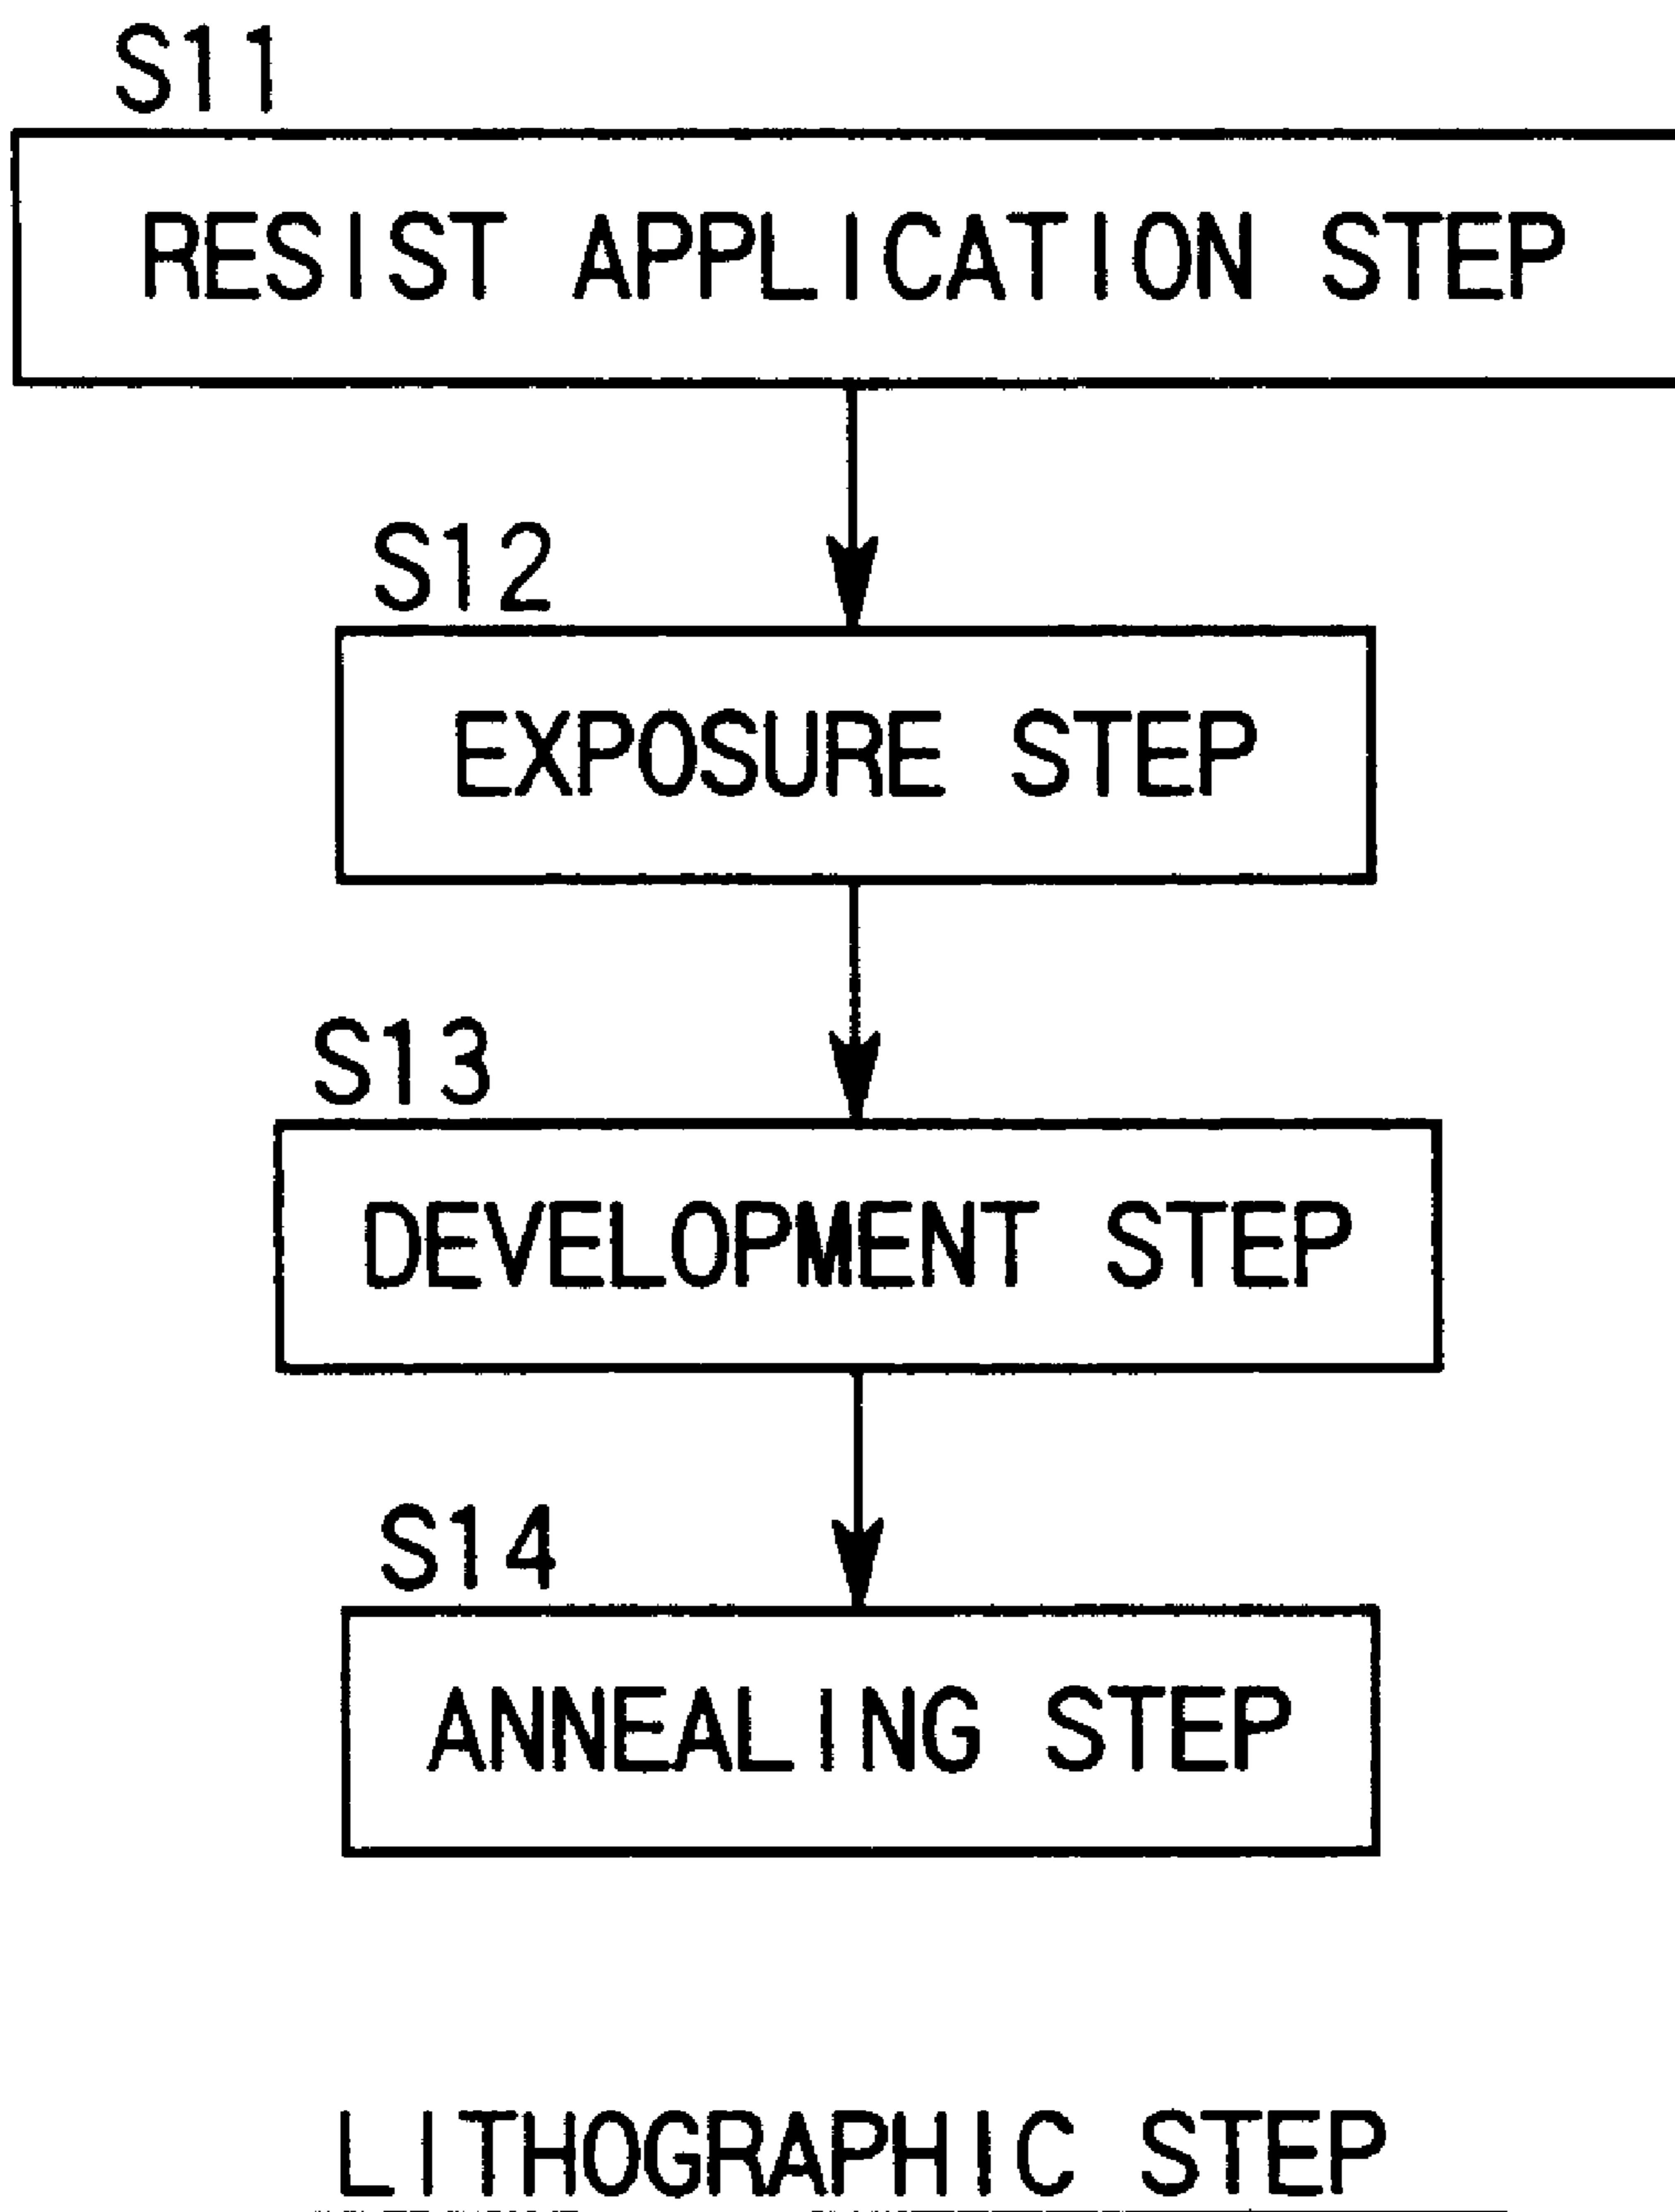 S11
RESIST APPLICATION STEP
S12
EXPOSURE STEP
S13
DEVELOPMENT STEP
S14
ANNEALING STEP
LITHOGRAPHIC STEP